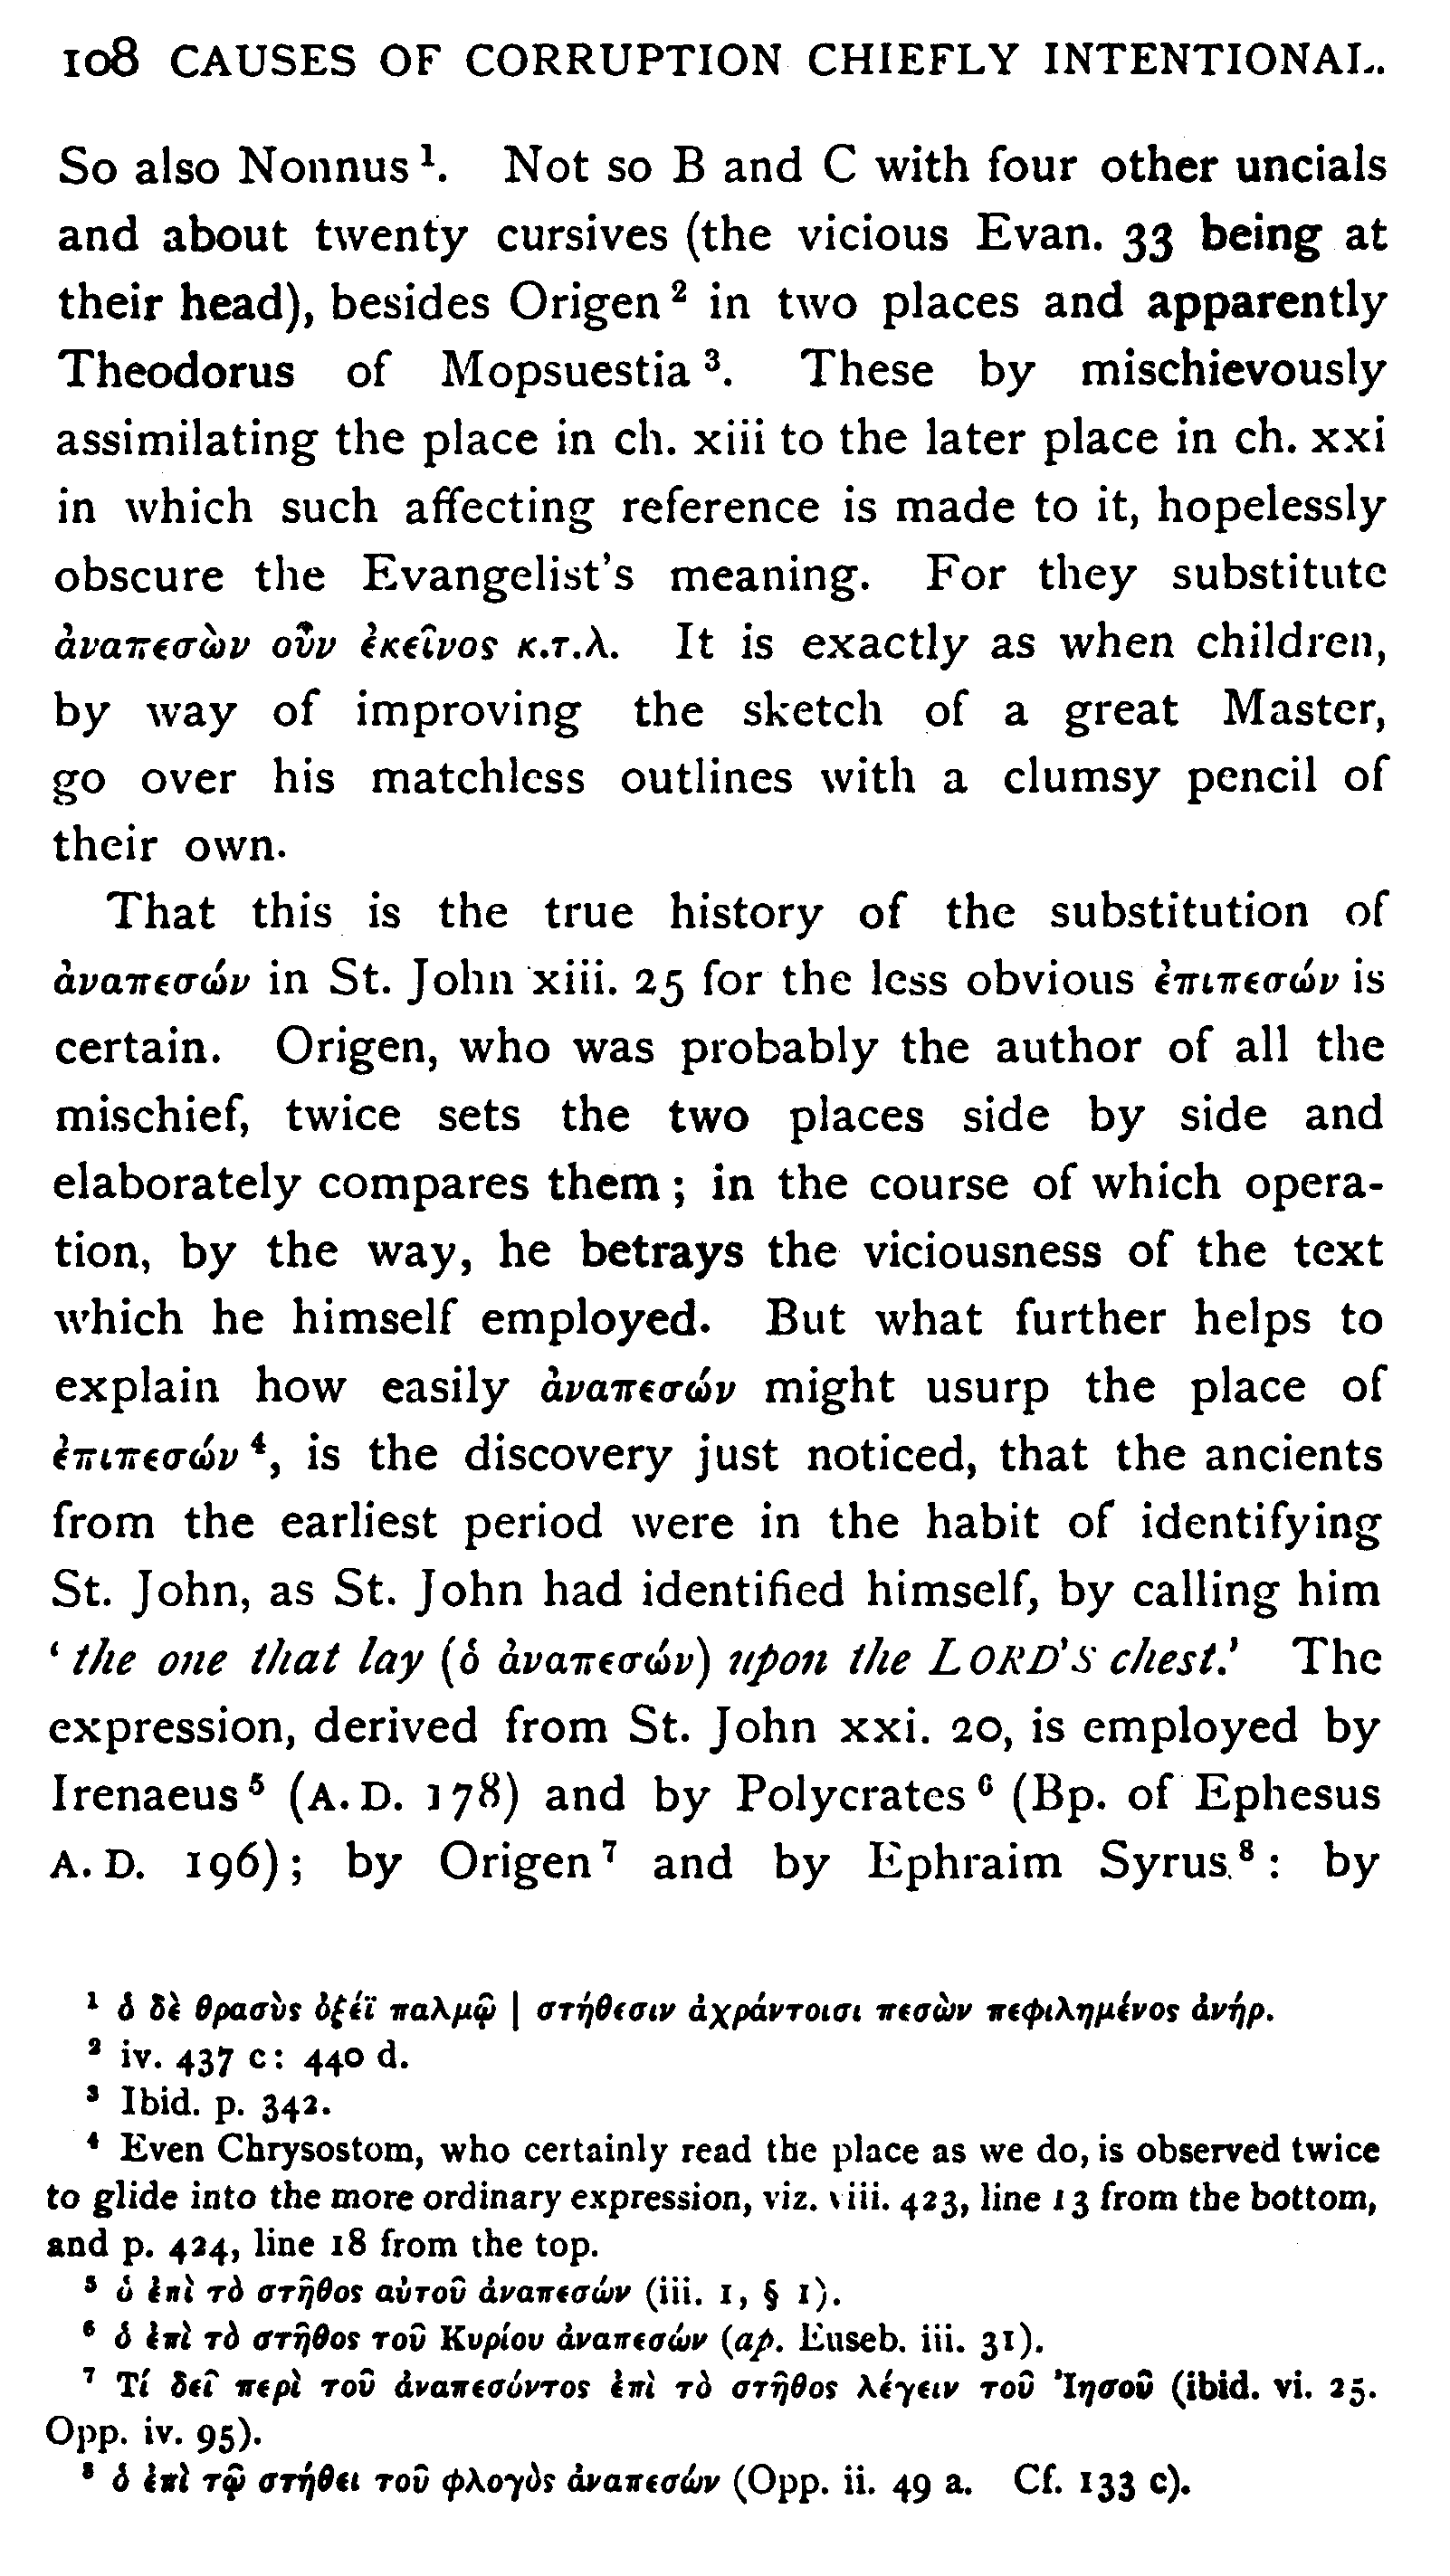 108 CAUSES OF CORRUPTION CHIEFLY INTENTIONAL.
So also Nonnus ¹. Not so B and C with four other uncials
and about twenty cursives (the vicious Evan. 33 being at
their head), besides Origen ² in two places and apparently
Theodorus of Mopsuestia ³. These by mischievously
assimilating the place in ch. xiii to the later place in ch. xxi
in which such affecting reference is made to it, hopelessly
obscure the Evangelist's meaning. For they substitute
ἀναπεσὼν οὖν ἐκεῖνος κ.τ.λ. It is exactly as when children,
by way of improving the sketch of a great Master,
go over his matchless outlines with a clumsy pencil of
their own.
That this is the true history of the substitution of
ἀναπεσών in St. John xiii. 25 for the less obvious ἐπιπεσών is
certain. Origen, who was probably the author of all the
mischief, twice sets the two places side by side and
elaborately compares them; in the course of which opera-
tion, by the way, he betrays the viciousness of the text
which he himself employed. But what further helps to
explain how easily ἀναπεσών might usurp the place of
ἐπιπεσών ⁴, is the discovery just noticed, that the ancients
from the earliest period were in the habit of identifying
St. John, as St. John had identified himself, by calling him
‘the one that lay (ὁ ἀναπεσών) upon the LORD'S chest.’ The
expression, derived from St. John xxi. 20, is employed by
Irenaeus ⁵ (A.D. 178) and by Polycrates ⁶ (Bp. of Ephesus
A.D. 196); by Origen ⁷ and by Ephraim Syrus ⁸: by
¹ ὁ δὲ θρασὺς ὀξέϊ παλμῷ | στήθεσιν ἀχράντοισι πεσὼν πεφιλημένος ἀνήρ.
² iv. 437 c: 440 d.
³ Ibid. p. 342.
⁴ Even Chrysostom, who certainly read the place as we do, is observed twice
to glide into the more ordinary expression, viz. viii. 423, line 13 from the bottom,
and p. 424, line 18 from the top.
⁵ ὁ ἐπὶ τὸ στῆθος αὐτοῦ ἀναπεσών (iii. 1, § 1).
⁶ ὁ ἐπὶ τὸ στῆθος τοῦ Κυρίου ἀναπεσών (ap. Euseb. iii. 31).
⁷ Τί δεῖ περὶ τοῦ ἀναπεσόντος ἐπὶ τὸ στῆθος λέγειν τοῦ Ἰησοῦ (ibid. vi. 25.
Opp. iv. 95).
⁸ ὁ ἐπὶ τῷ στήθει τοῦ φλογὸς ἀναπεσών (Opp. ii. 49 a. Cf. 133 c).